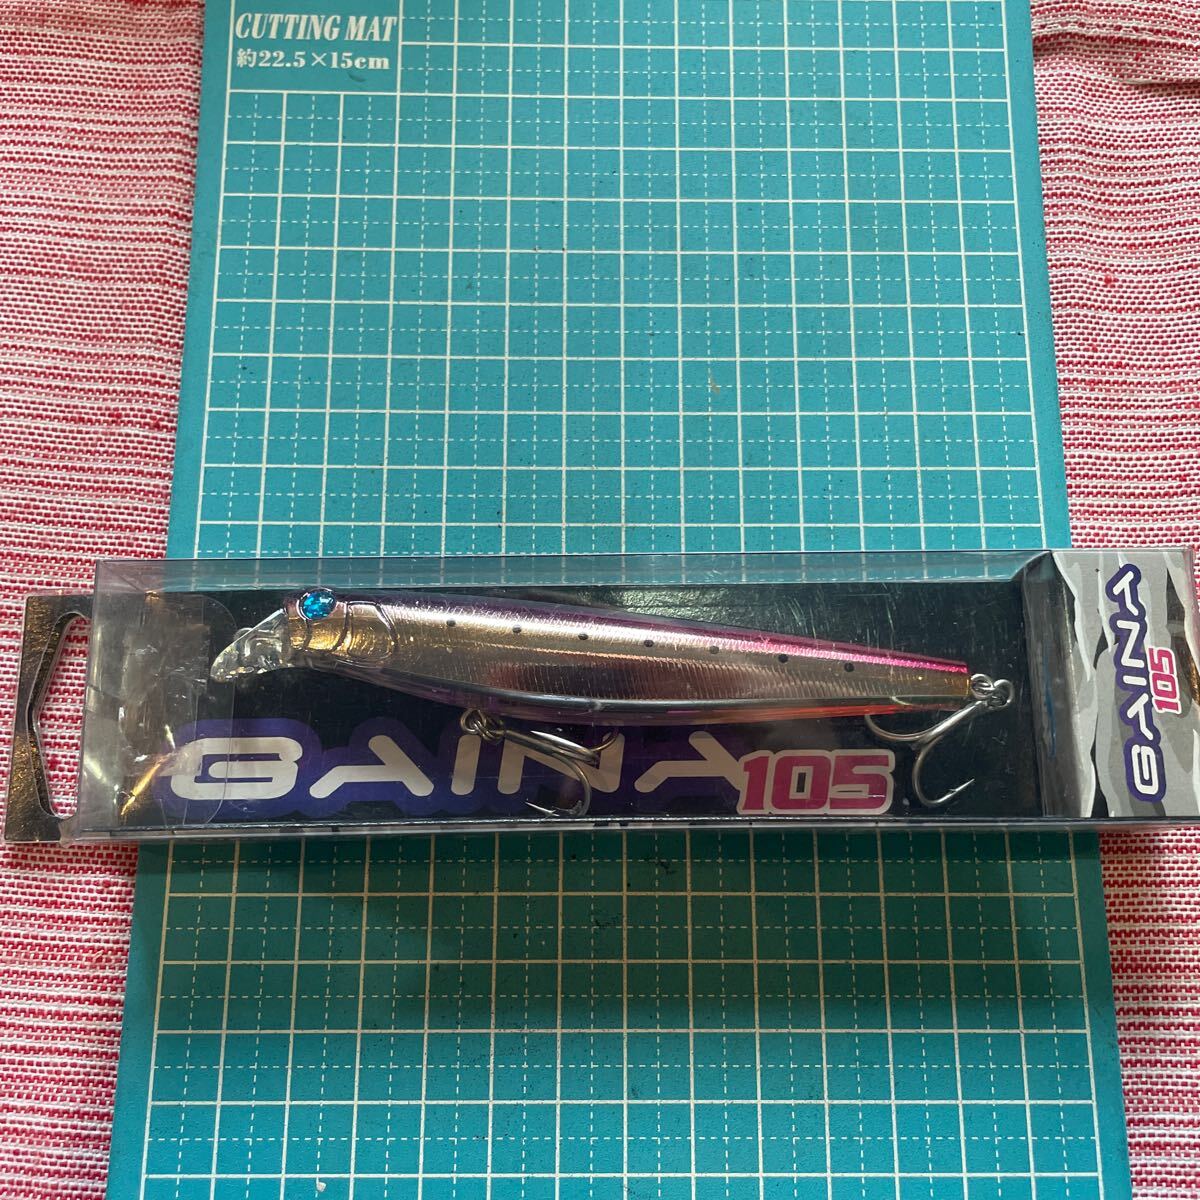 CUTTING MAT
約22.5×15cm
GAINA 105
GAINA 105